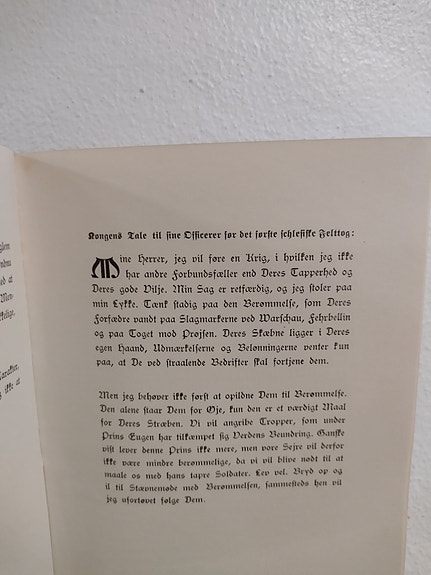 Kongens Tale til sine Officerer før det første schlesiske Felttog:
Mine Herrer, jeg vil føre en Krig, i hvilken jeg ikke
har andre Forbundsfæller end Deres Tapperhed og
Deres gode Vilje. Min Sag er retfærdig, og jeg stoler paa
min Lykke. Tænk stadig paa den Berømmelse, som Deres
Forfædre vandt paa Slagmarkerne ved Warschau, Fehrbellin
og paa Toget mod Prøjsen. Deres Skæbne ligger i Deres
egen Haand, Udmærkelserne og Belønningerne venter kun
paa, at De ved straalende Bedrifter skal fortjene dem.
Men jeg behøver ikke først at opildne Dem til Berømmelse.
Den alene staar Dem for Øje, kun den er et værdigt Maal
for Deres Stræben. Vi vil angribe Tropper, som under
Prins Eugen har tilkæmpet sig Verdens Beundring. Ganske
vist lever denne Prins ikke mere, men vore Sejre vil derfor
ikke være mindre berømmelige, da vi vil blive nødt til at
maale os med hans tapre Soldater. Lev vel. Bryd op og
il til Stævnemøde med Berømmelsen, sammesteds hen vil
jeg ufortøvet følge Dem.